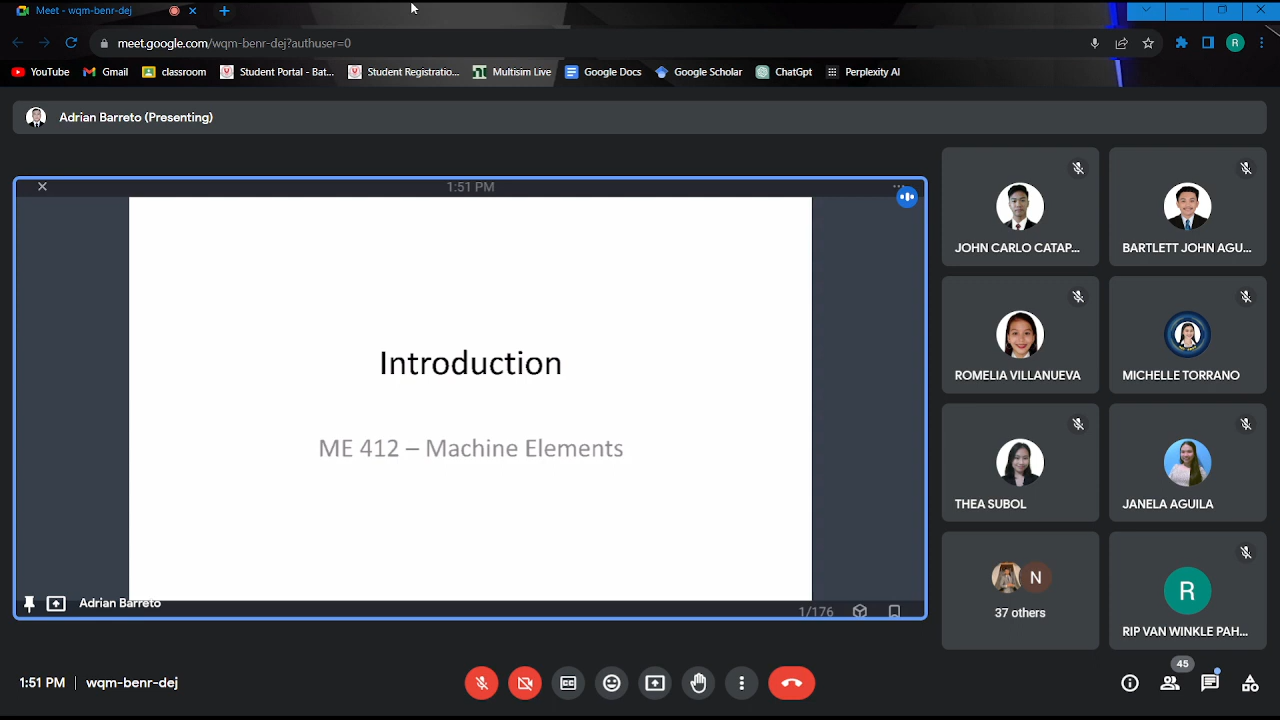 Meet - wqm-benr-dej
meet.google.com/wqm-benr-dej?authuser=0
R
YouTube
Gmail
classroom
Student Portal - Bat...
Student Registratio...
Multisim Live
Google Docs
Google Scholar
ChatGpt
Perplexity AI
Adrian Barreto (Presenting)
1:51 PM
Introduction
ME 412 – Machine Elements
Adrian Barreto
1/176
JOHN CARLO CATAP...
BARTLETT JOHN AGU...
ROMELIA VILLANUEVA
MICHELLE TORRANO
THEA SUBOL
JANELA AGUILA
N
37 others
R
RIP VAN WINKLE PAH...
1:51 PM | wqm-benr-dej
CC
45